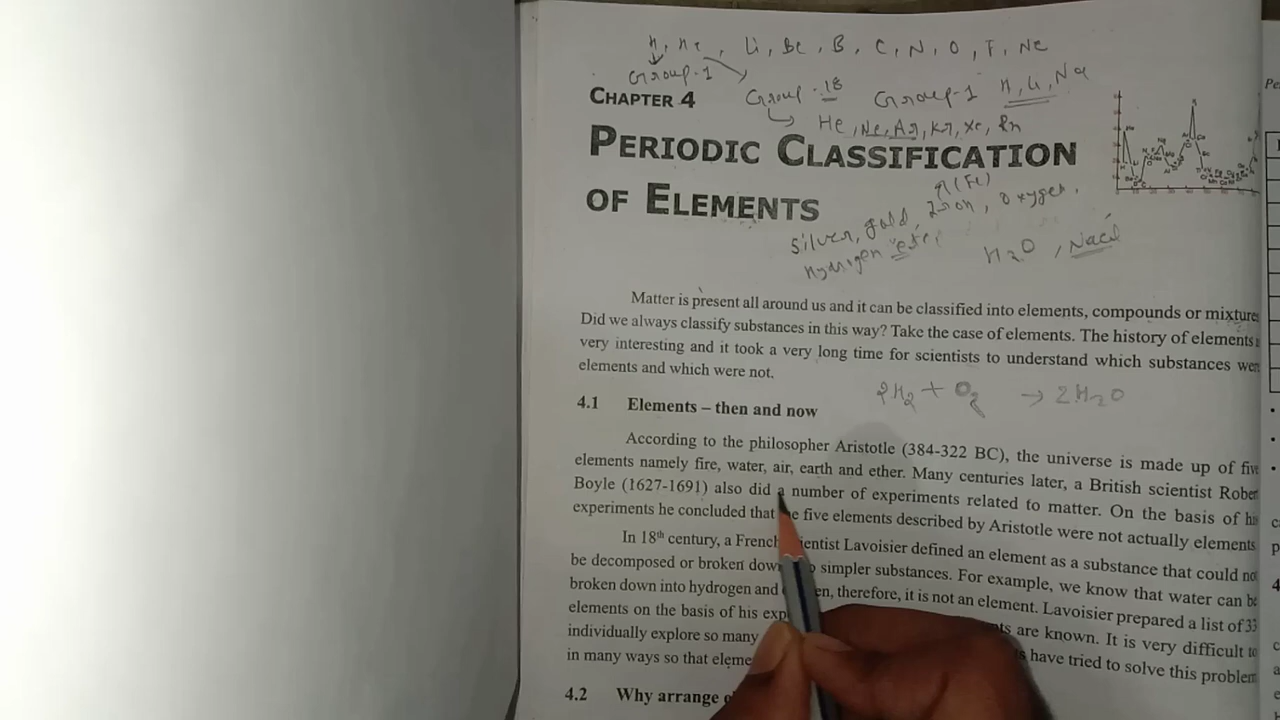 H, He, Li, Be, B, C, N, O, F, Ne
Group-1
Group-18 Group-1 H, Li, Na
CHAPTER 4
He, Ne, Ar, Kr, Xe, Rn
PERIODIC CLASSIFICATION
OF ELEMENTS
(Fe)
Silver, gold, Iron, Oxygen,
Hydrogen etc,
H2O, Nacl
Matter is present all around us and it can be classified into elements, compounds or mixture
Did we always classify substances in this way? Take the case of elements. The history of elements
very interesting and it took a very long time for scientists to understand which substances wer
elements and which were not.
2H2 + O2 → 2H2O
4.1 Elements – then and now
According to the philosopher Aristotle (384-322 BC), the universe is made up of fiv
elements namely fire, water, air, earth and ether. Many centuries later, a British scientist Rober
Boyle (1627-1691) also did a number of experiments related to matter. On the basis of hi
experiments he concluded that the five elements described by Aristotle were not actually elements
In 18th century, a French scientist Lavoisier defined an element as a substance that could no
be decomposed or broken down simpler substances. For example, we know that water can be
broken down into hydrogen and therefore, it is not an element. Lavoisier prepared a list of 33
elements on the basis of his are known. It is very difficult to
individually explore so many have tried to solve this problem
in many ways so that
4.2 Why arrange